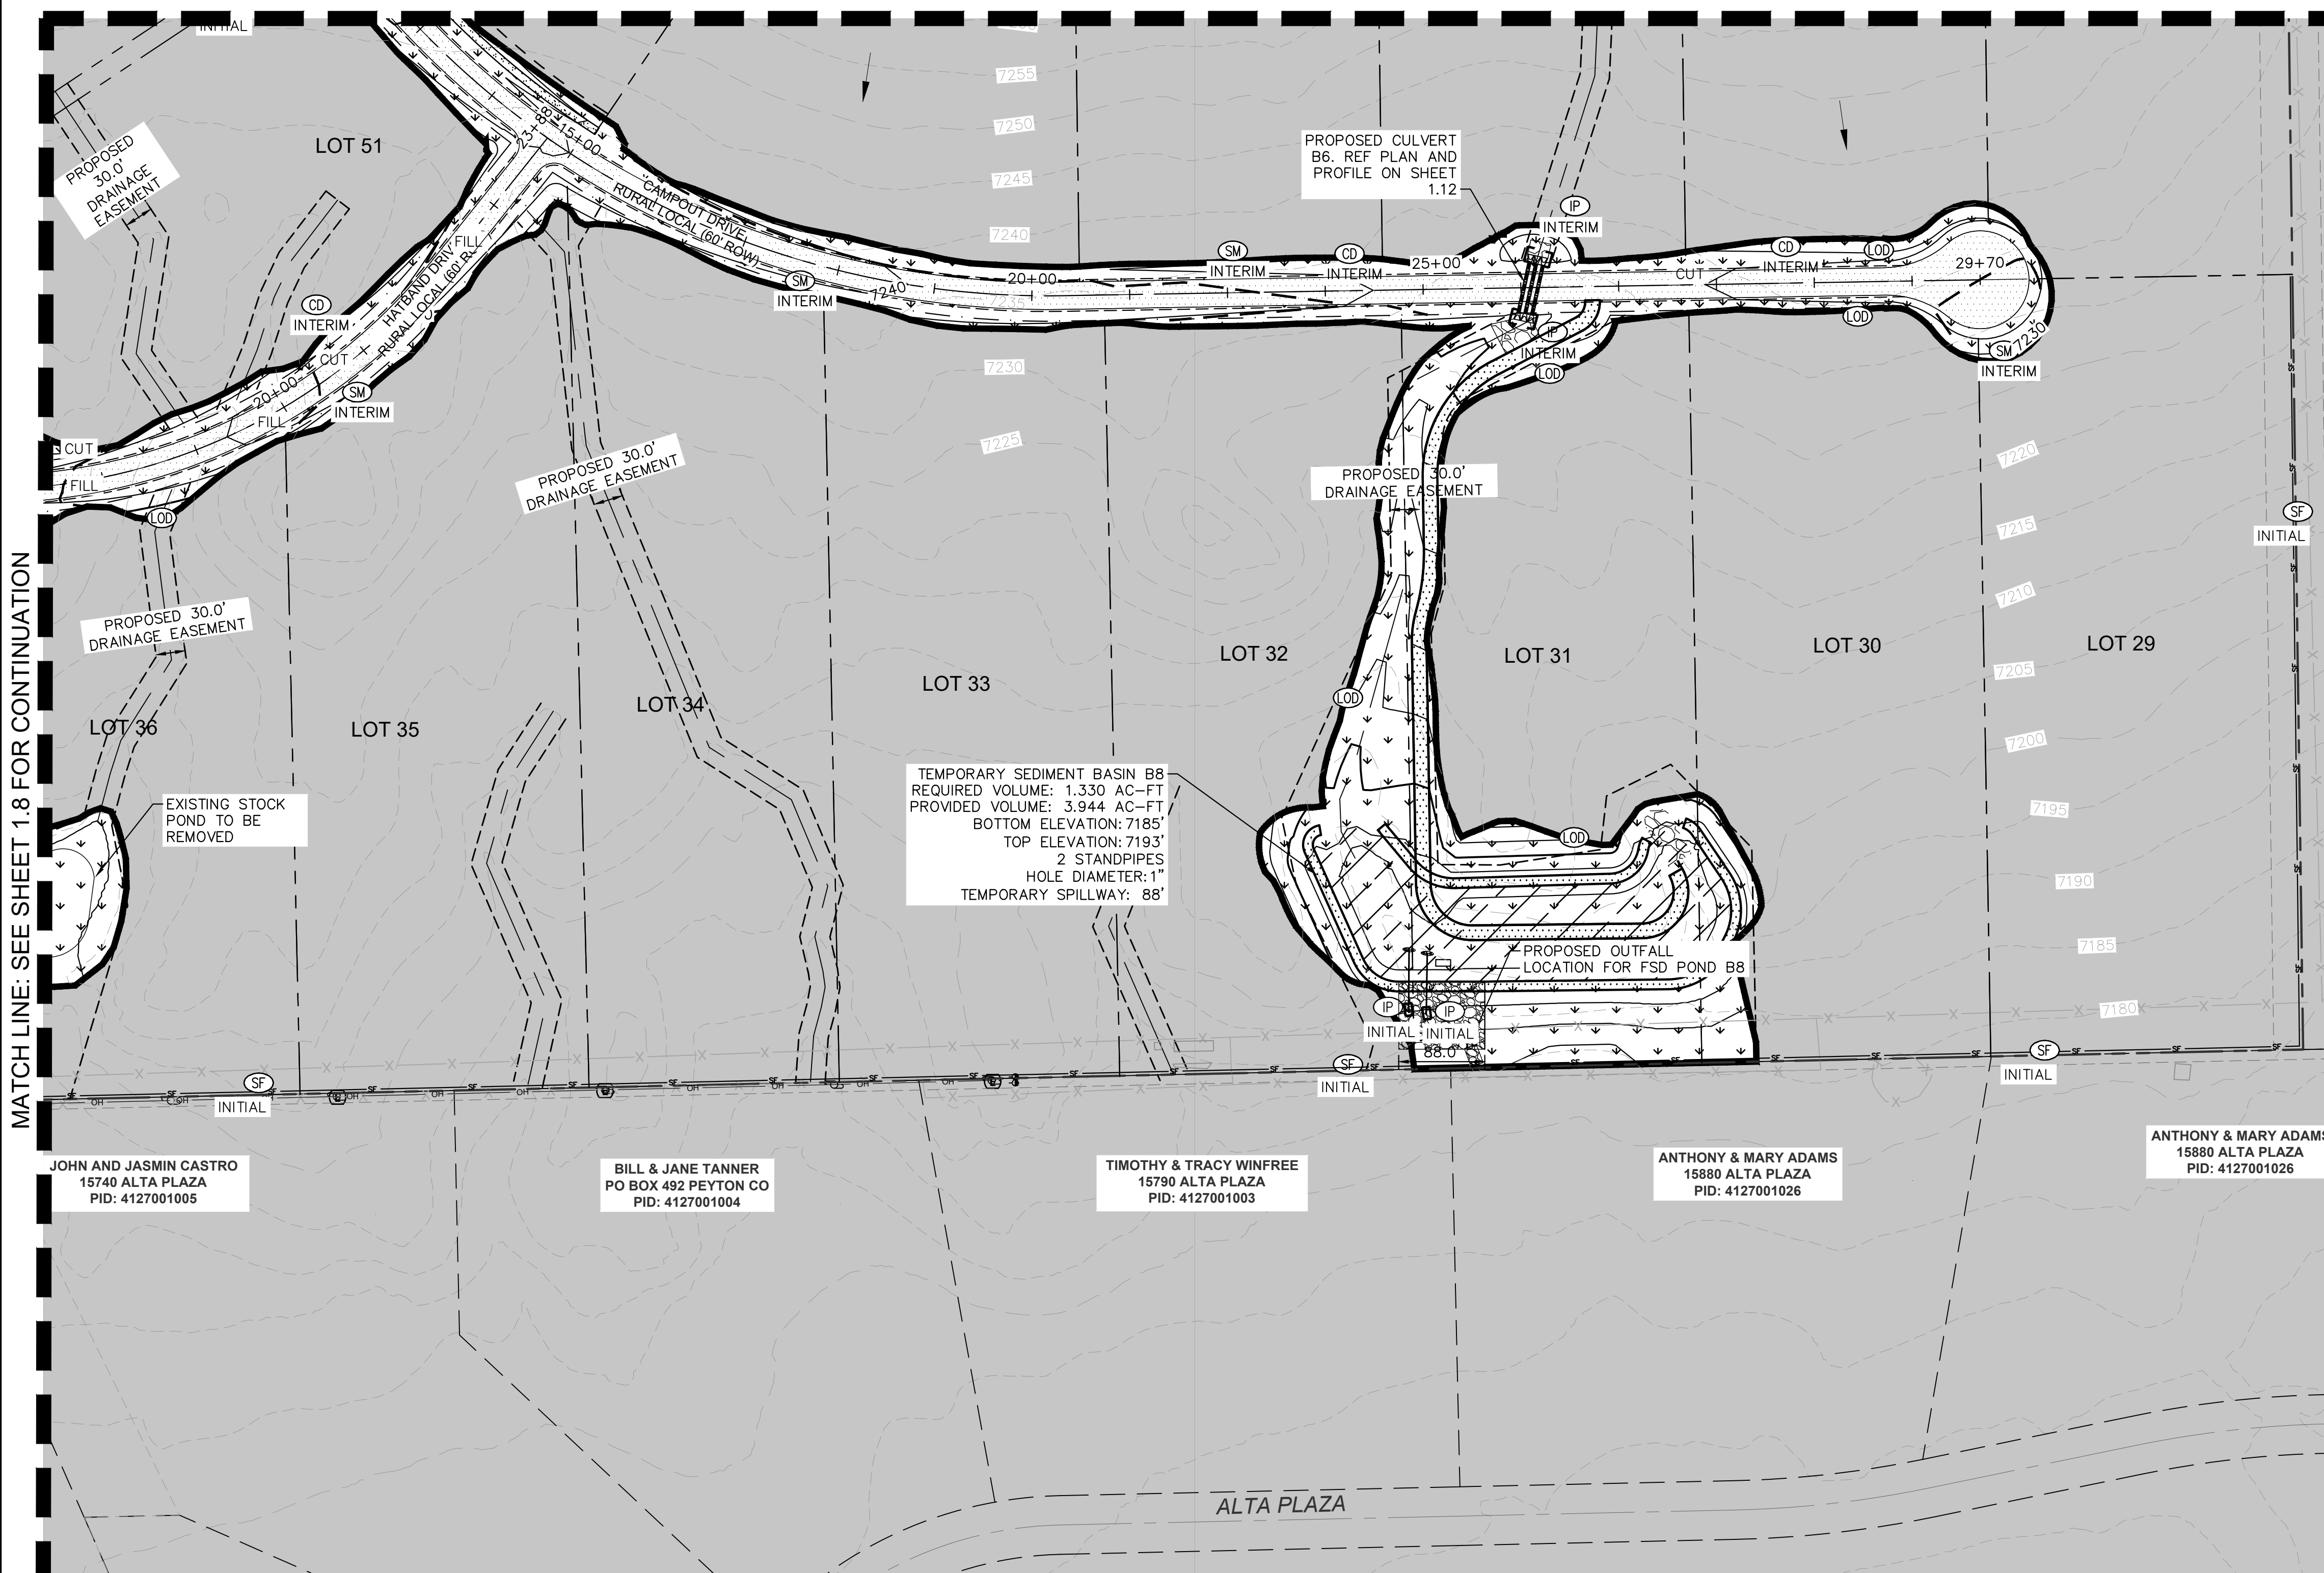 INITIAL
7255
7250
7245
7240
LOT 51
PROPOSED
30.0'
DRAINAGE
EASEMENT
15+00
"CAMPOUT DRIVE"
RURAL LOCAL (60' ROW)
PROPOSED CULVERT
B6. REF PLAN AND
PROFILE ON SHEET
1.12
IP
INTERIM
SM
INTERIM
CD
INTERIM
25+00
CD
INTERIM
LOD
CUT
29+70
7230
SM
INTERIM
LOD
IP
INTERIM
LOD
20+00
7235
7240
SM
INTERIM
FILL
CD
INTERIM
CUT
20+00
FILL
SM
INTERIM
CUT
FILL
LOD
7230
7225
PROPOSED 30.0'
DRAINAGE EASEMENT
PROPOSED 30.0'
DRAINAGE EASEMENT
7220
7215
7210
7205
7200
7195
7190
7185
7180
SF
INITIAL
MATCH LINE: SEE SHEET 1.8 FOR CONTINUATION
PROPOSED 30.0'
DRAINAGE EASEMENT
LOT 36
LOT 35
LOT 34
LOT 33
LOT 32
LOT 31
LOT 30
LOT 29
LOD
EXISTING STOCK
POND TO BE
REMOVED
TEMPORARY SEDIMENT BASIN B8
REQUIRED VOLUME: 1.330 AC-FT
PROVIDED VOLUME: 3.944 AC-FT
BOTTOM ELEVATION: 7185'
TOP ELEVATION: 7193'
2 STANDPIPES
HOLE DIAMETER: 1"
TEMPORARY SPILLWAY: 88'
LOD
PROPOSED OUTFALL
LOCATION FOR FSD POND B8
IP
INITIAL
IP
INITIAL
88.0'
SF
INITIAL
SF
INITIAL
SF
INITIAL
JOHN AND JASMIN CASTRO
15740 ALTA PLAZA
PID: 4127001005
BILL & JANE TANNER
PO BOX 492 PEYTON CO
PID: 4127001004
TIMOTHY & TRACY WINFREE
15790 ALTA PLAZA
PID: 4127001003
ANTHONY & MARY ADAMS
15880 ALTA PLAZA
PID: 4127001026
ANTHONY & MARY ADAMS
15880 ALTA PLAZA
PID: 4127001026
ALTA PLAZA